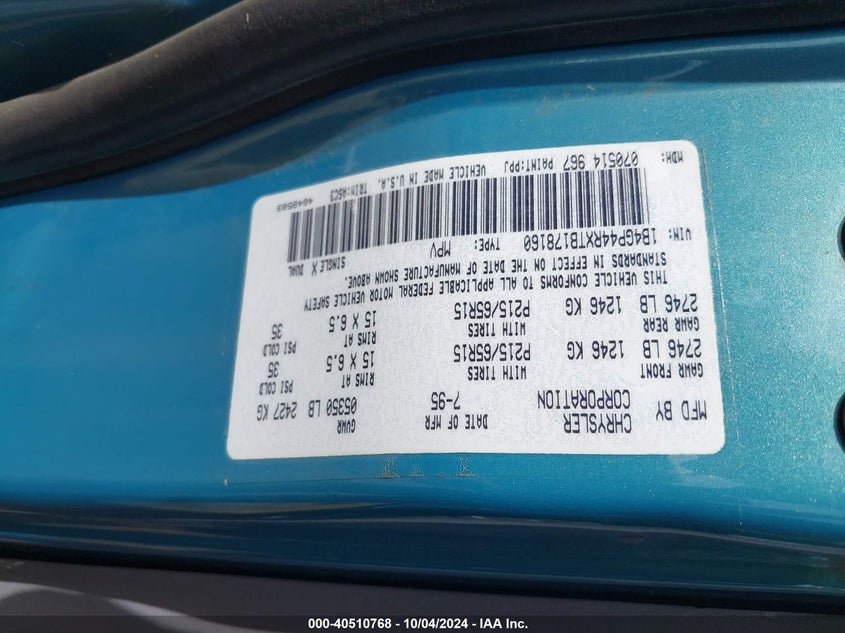 MFD BY CHRYSLER CORPORATION DATE OF MFR 7-95 GVWR 05350 LB 2427 KG
GAWR FRONT WITH TIRES RIMS AT PSI COLD
2746 LB 1246 KG P215/65R15 15 X 6.5 35
GAWR REAR WITH TIRES RIMS AT PSI COLD
2746 LB 1246 KG P215/65R15 15 X 6.5 35
THIS VEHICLE CONFORMS TO ALL APPLICABLE FEDERAL MOTOR VEHICLE SAFETY
STANDARDS IN EFFECT ON THE DATE OF MANUFACTURE SHOWN ABOVE.
VIN: 1B4GP44RXTB178160 TYPE: MPV SINGLE X DUAL
MDH: 070514 967 PAINT:PPJ VEHICLE MADE IN U.S.A. TRIM:A5C3 4648503
000-40510768 - 10/04/2024 - IAA Inc.